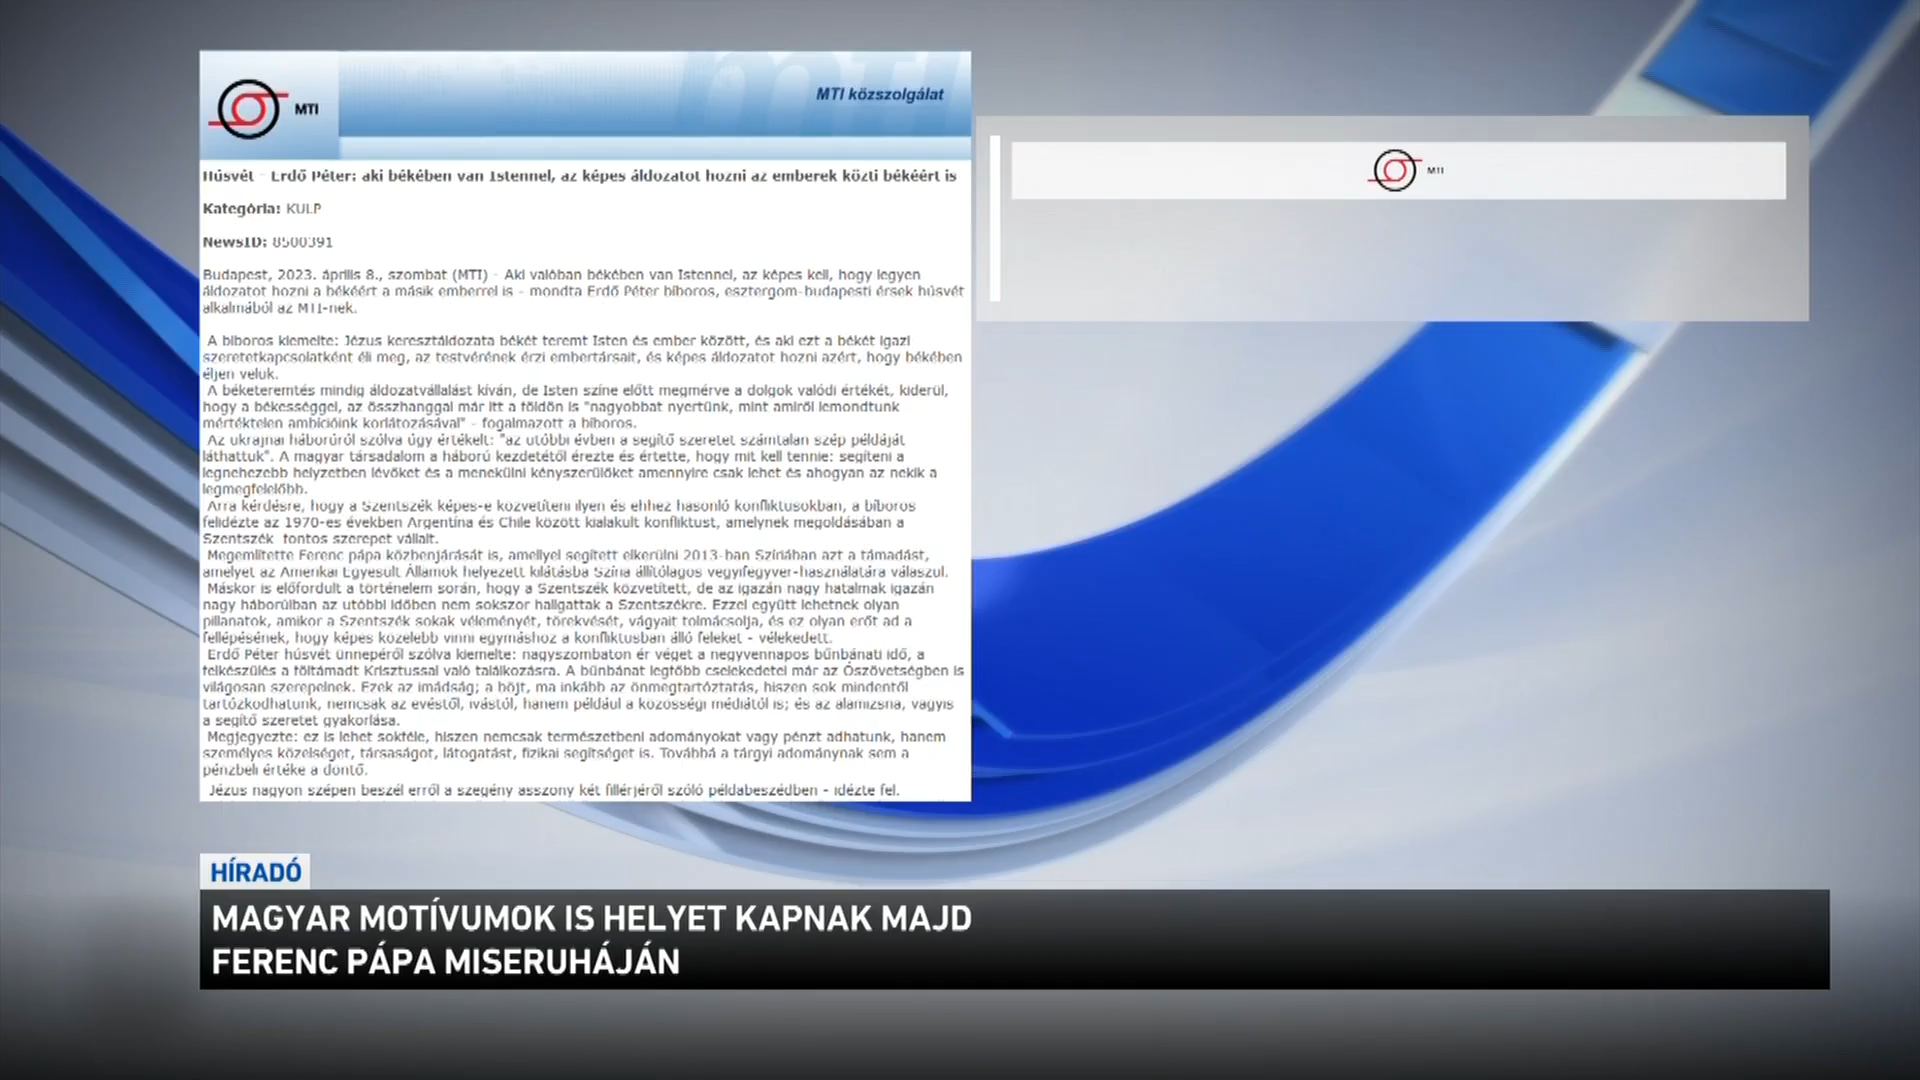 MTI
MTI közszolgálat
Húsvét - Erdő Péter: aki békében van Istennel, az képes áldozatot hozni az emberek közti békéért is
Kategória: KULP
NewsID: 8500391
Budapest, 2023. április 8., szombat (MTI) - Aki valóban békében van Istennel, az képes kell, hogy legyen
áldozatot hozni a békéért a másik emberrel is - mondta Erdő Péter bíboros, esztergom-budapesti érsek húsvét
alkalmából az MTI-nek.
A bíboros kiemelte: Jézus keresztáldozata békét teremt Isten és ember között, és aki ezt a békét igazi
szeretetkapcsolatként éli meg, az testvérének érzi embertársait, és képes áldozatot hozni azért, hogy békében
éljen veluk.
A béketeremtés mindig áldozatvállalást kíván, de Isten színe előtt megmérve a dolgok valódi értékét, kiderül,
hogy a békességgel, az összhanggal már itt a földön is "nagyobbat nyertünk, mint amiről lemondtunk
mértéktelen ambícióink korlátozásával" - fogalmazott a bíboros.
Az ukrajnai háborúról szólva úgy értékelt: "az utóbbi évben a segítő szeretet számtalan szép példáját
láthattuk". A magyar társadalom a háború kezdetétől érezte és értette, hogy mit kell tennie: segíteni a
legnehezebb helyzetben lévőket és a menekülni kényszerülőket amennyire csak lehet és ahogyan az nekik a
legmegfelelőbb.
Arra kérdésre, hogy a Szentszék képes-e közvetíteni ilyen és ehhez hasonló konfliktusokban, a bíboros
felidézte az 1970-es években Argentína és Chile között kialakult konfliktust, amelynek megoldásában a
Szentszék fontos szerepet vállalt.
Megemlítette Ferenc pápa közbenjárását is, amellyel segített elkerülni 2013-ban Szíriában azt a támadást,
amelyet az Amerikai Egyesült Államok helyezett kilátásba Szíria állítólagos vegyifegyver-használatára válaszul.
Máskor is előfordult a történelem során, hogy a Szentszék közvetített, de az igazán nagy hatalmak igazán
nagy háborúiban az utóbbi időben nem sokszor hallgattak a Szentszékre. Ezzel együtt lehetnek olyan
pillanatok, amikor a Szentszék sokak véleményét, törekvését, vágyait tolmácsolja, és ez olyan erőt ad a
fellépésének, hogy képes közelebb vinni egymáshoz a konfliktusban álló feleket - vélekedett.
Erdő Péter húsvét ünnepéről szólva kiemelte: nagyszombaton ér véget a negyvennapos bűnbánati idő, a
felkészülés a föltámadt Krisztussal való találkozásra. A bűnbánat legfőbb cselekedetei már az Ószövetségben is
világosan szerepelnek. Ezek az imádság; a böjt, ma inkább az önmegtartóztatás, hiszen sok mindentől
tartózkodhatunk, nemcsak az evéstől, ivástól, hanem például a közösségi médiától is; és az alamizsna, vagyis
a segítő szeretet gyakorlása.
Megjegyezte: ez is lehet sokféle, hiszen nemcsak természetbeni adományokat vagy pénzt adhatunk, hanem
személyes közelséget, társaságot, látogatást, fizikai segítséget is. Továbbá a tárgyi adománynak sem a
pénzbeli értéke a döntő.
Jézus nagyon szépen beszél erről a szegény asszony két fillérjéről szóló példabeszédben - idézte fel.
MTI
HÍRADÓ
MAGYAR MOTÍVUMOK IS HELYET KAPNAK MAJD
FERENC PÁPA MISERUHÁJÁN